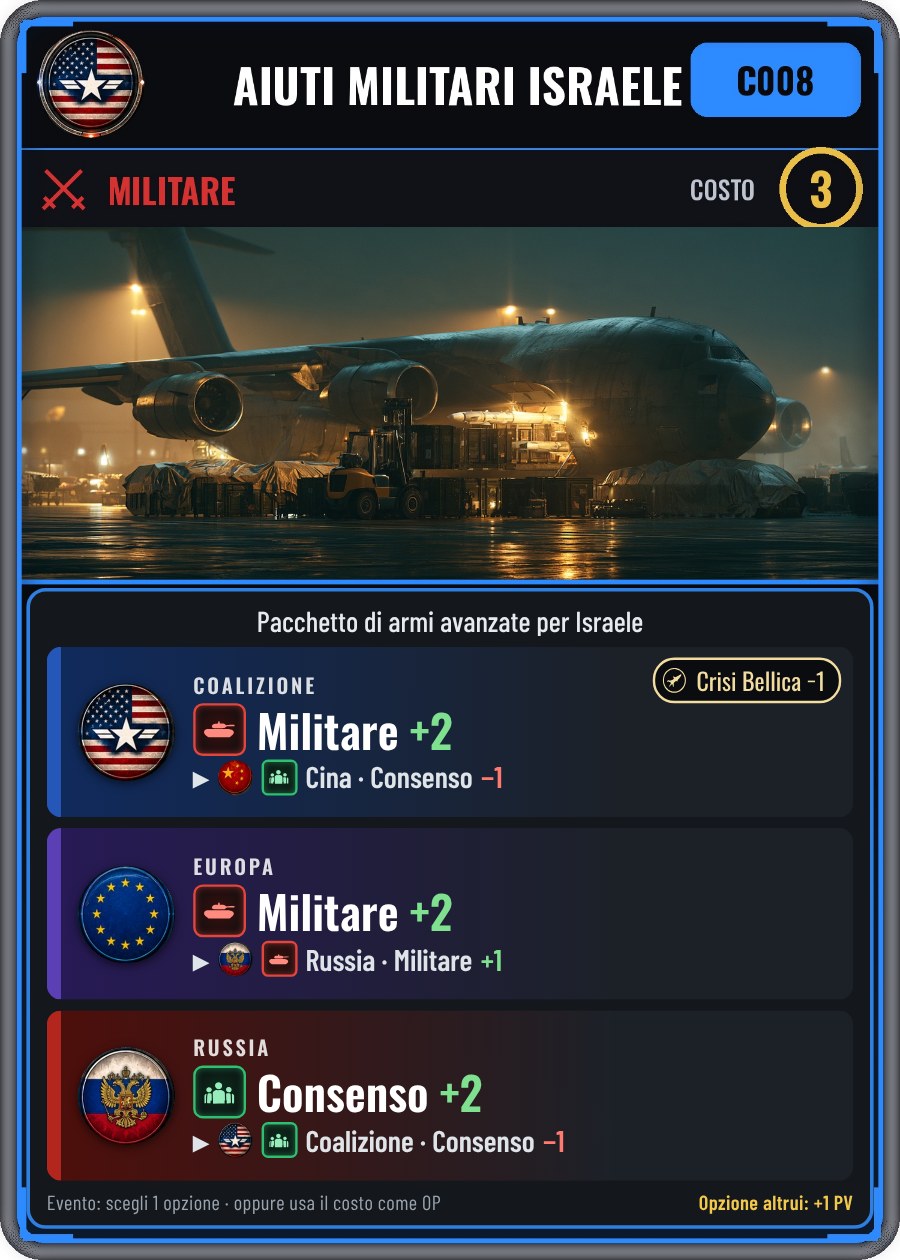 AIUTI MILITARI ISRAELE C008
MILITARE COSTO 3
Pacchetto di armi avanzate per Israele
COALIZIONE
Crisi Bellica −1
Militare +2
▶ Cina · Consenso −1
EUROPA
Militare +2
▶ Russia · Militare +1
RUSSIA
Consenso +2
▶ Coalizione · Consenso −1
Evento: scegli 1 opzione · oppure usa il costo come OP Opzione altrui: +1 PV